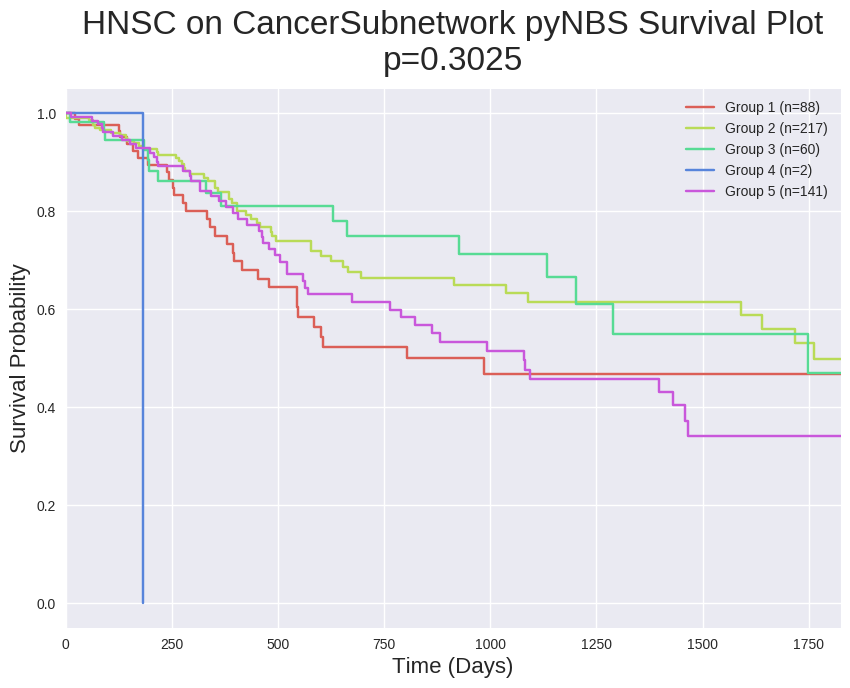 HNSC on CancerSubnetwork pyNBS Survival Plot
p=0.3025
Group 1 (n=88)
Group 2 (n=217)
Group 3 (n=60)
Group 4 (n=2)
Group 5 (n=141)
Survival Probability
1.0
0.8
0.6
0.4
0.2
0.0
0 250 500 750 1000 1250 1500 1750
Time (Days)